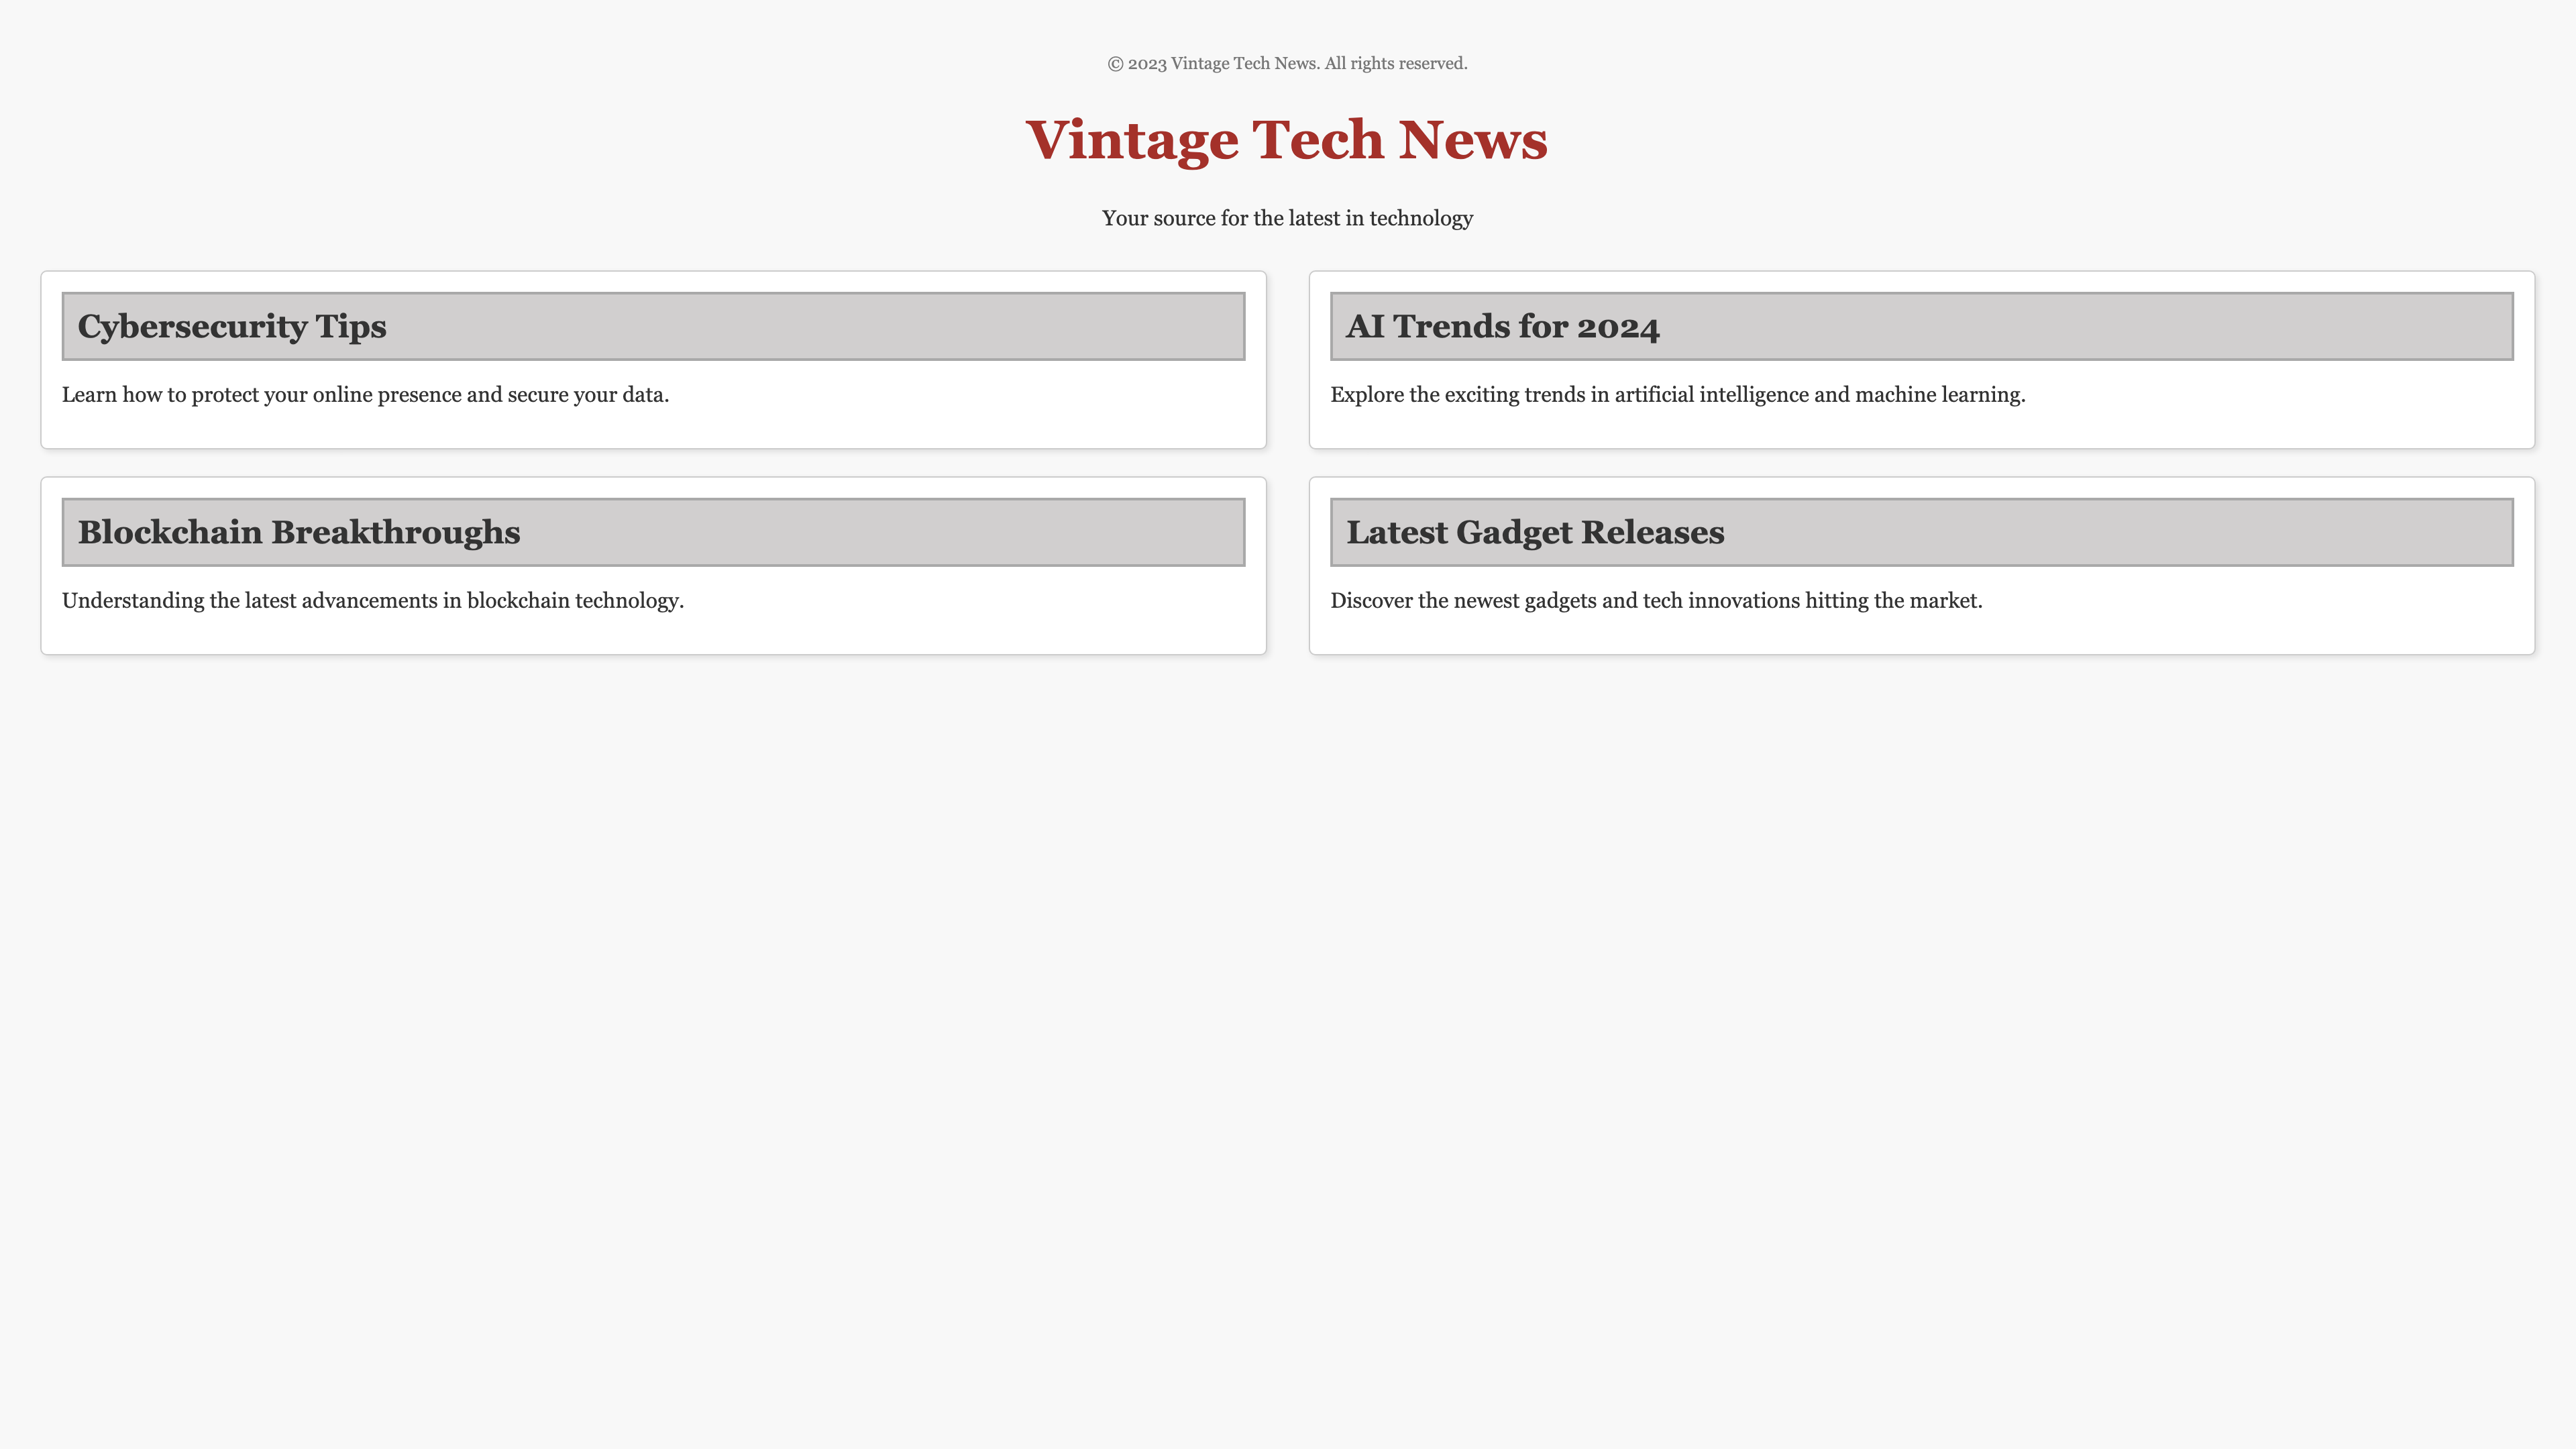 © 2023 Vintage Tech News. All rights reserved.
Vintage Tech News
Your source for the latest in technology
Cybersecurity Tips
Learn how to protect your online presence and secure your data.
AI Trends for 2024
Explore the exciting trends in artificial intelligence and machine learning.
Blockchain Breakthroughs
Understanding the latest advancements in blockchain technology.
Latest Gadget Releases
Discover the newest gadgets and tech innovations hitting the market.